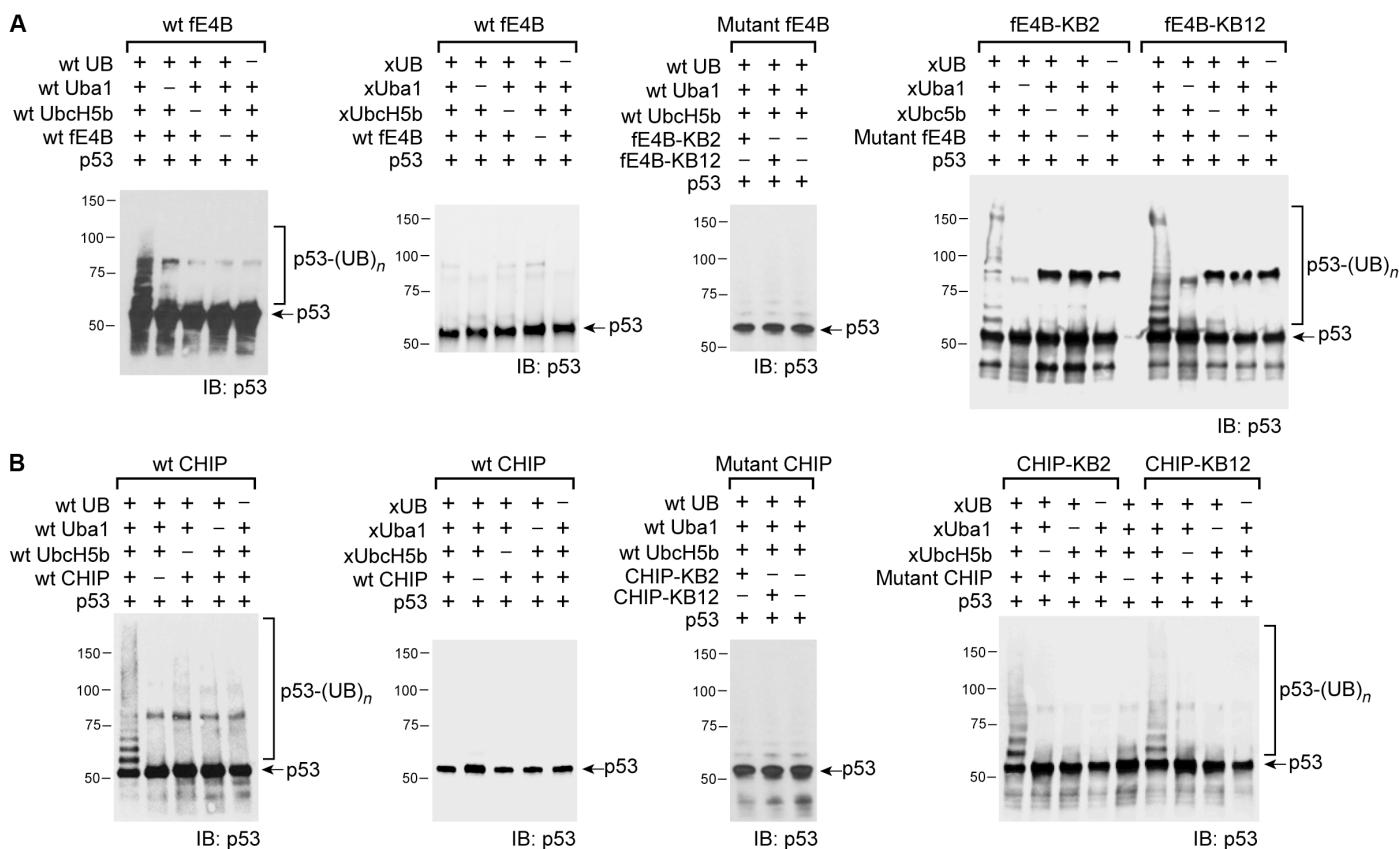 A
wt fE4B
wt UB + + + + –
wt Uba1 + – + + +
wt UbcH5b + + – + +
wt fE4B + + + – +
p53 + + + + +
150
100
75
50
p53-(UB)n
p53
IB: p53
wt fE4B
xUB + + + + –
xUba1 + – + + +
xUbcH5b + + – + +
wt fE4B + + + – +
p53 + + + + +
150
100
75
50
p53
IB: p53
Mutant fE4B
wt UB + + +
wt Uba1 + + +
wt UbcH5b + + +
fE4B-KB2 + – –
fE4B-KB12 – + –
p53 + + +
150
100
75
50
p53
IB: p53
fE4B-KB2 fE4B-KB12
xUB + + + + – + + + + –
xUba1 + – + + + + – + + +
xUbc5b + + – + + + + – + +
Mutant fE4B + + + – + + + + – +
p53 + + + + + + + + + +
150
100
75
50
p53-(UB)n
p53
IB: p53
B
wt CHIP
wt UB + + + + –
wt Uba1 + + + – +
wt UbcH5b + + – + +
wt CHIP + – + + +
p53 + + + + +
150
100
75
50
p53-(UB)n
p53
IB: p53
wt CHIP
xUB + + + + –
xUba1 + + + – +
xUbcH5b + + – + +
wt CHIP + – + + +
p53 + + + + +
150
100
75
50
p53
IB: p53
Mutant CHIP
wt UB + + +
wt Uba1 + + +
wt UbcH5b + + +
CHIP-KB2 + – –
CHIP-KB12 – + –
p53 + + +
150
100
75
50
p53
IB: p53
CHIP-KB2 CHIP-KB12
xUB + + + – + + + + –
xUba1 + + – + + + + – +
xUbcH5b + – + + + + – + +
Mutant CHIP + + + + – + + + +
p53 + + + + + + + + +
150
100
75
50
p53-(UB)n
p53
IB: p53